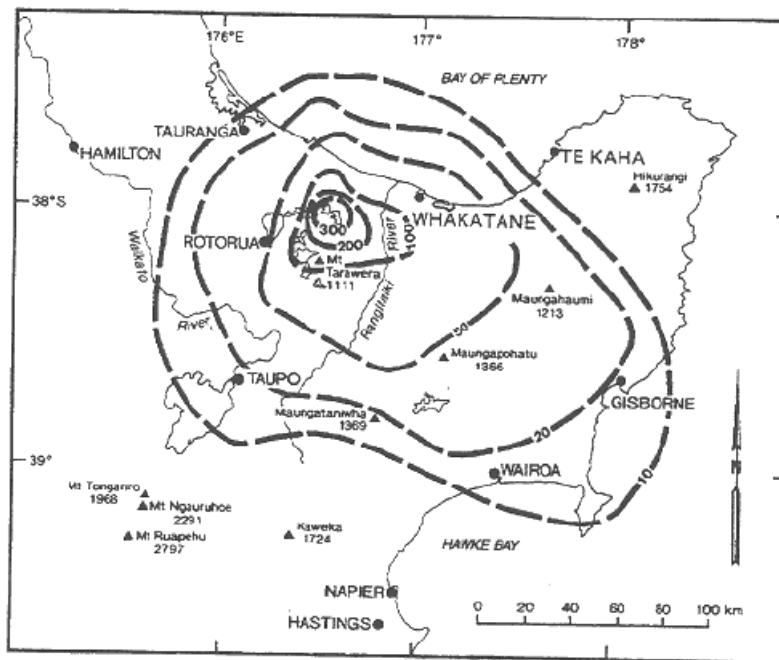 176°E
177°
178°
BAY OF PLENTY
TAURANGA
HAMILTON
TE KAHA
Hikurangi
1754
38°S
WHAKATANE
300
200
100
ROTORUA
River
Mt
Tarawera
1111
Waikato
Rangitaiki
Maungahaumi
1213
River
50
Maungapohatu
1366
TAUPO
GISBORNE
Maungataniwha
1369
20
10
WAIROA
39°
Mt Tongariro
1968
Mt Ngauruhoe
2291
Mt Ruapehu
2797
Kaweka
1724
HAWKE BAY
N
NAPIER
HASTINGS
0 20 40 60 80 100 km